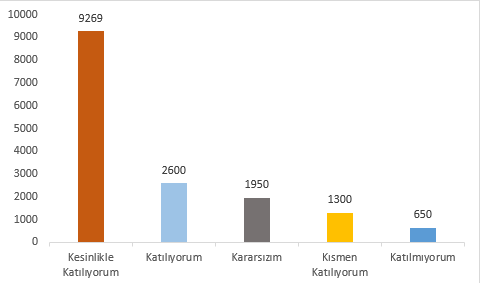 10000
9000
8000
7000
6000
5000
4000
3000
2000
1000
0
9269
2600
1950
1300
650
Kesinlikle
Katılıyorum
Katılıyorum
Kararsızım
Kısmen
Katılıyorum
Katılmıyorum